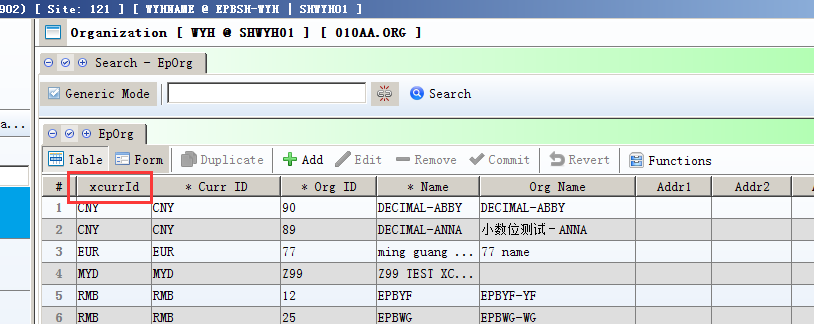 902) [ Site: 121 ] [ WYHNAME @ EPBSH-WYH | SHWYH01 ]
Organization [ WYH @ SHWYH01 ] [ 010AA.ORG ]
Search - EpOrg
Generic Mode Search
a...
EpOrg
Table Form Duplicate Add Edit Remove Commit Revert Functions
# xcurrId * Curr ID * Org ID * Name Org Name Addr1 Addr2
1 CNY CNY 90 DECIMAL-ABBY DECIMAL-ABBY
2 CNY CNY 89 DECIMAL-ANNA 小数位测试-ANNA
3 EUR EUR 77 ming guang ... 77 name
4 MYD MYD Z99 Z99 TEST XC...
5 RMB RMB 12 EPBYF EPBYF-YF
6 RMB RMB 25 EPBWG EPBWG-WG